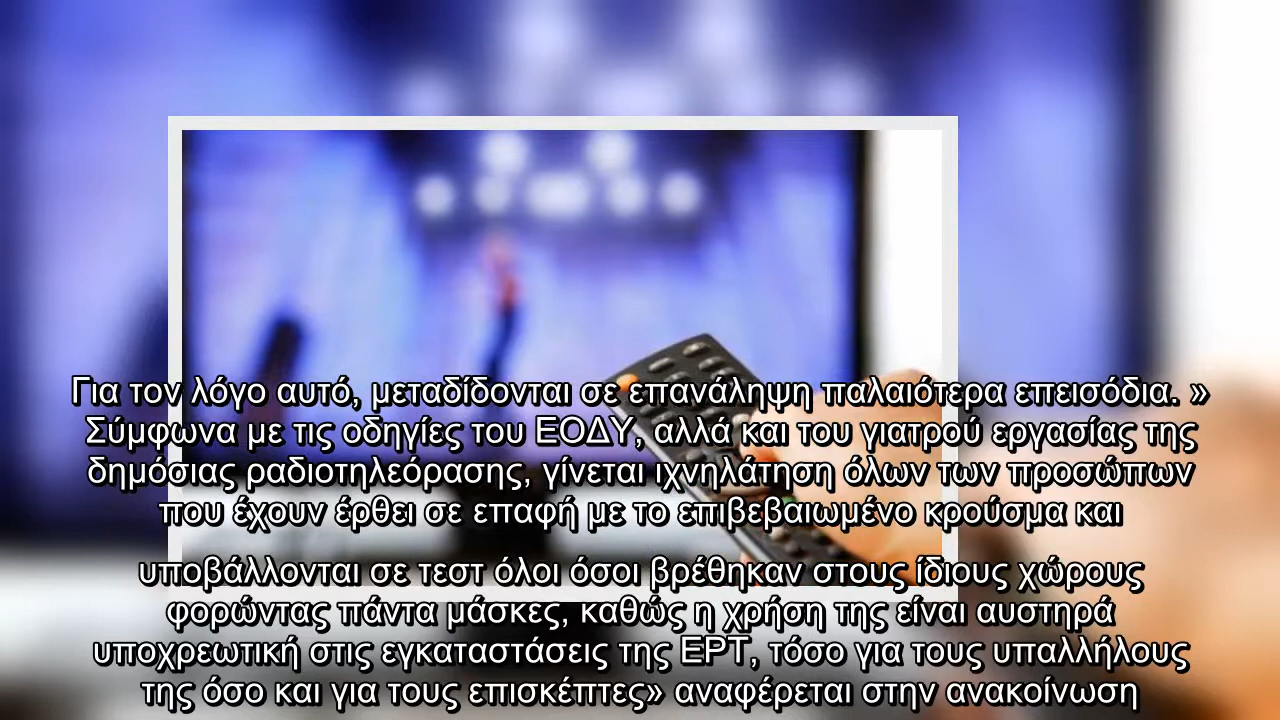 Για τον λόγο αυτό, μεταδίδονται σε επανάληψη παλαιότερα επεισόδια. »
Σύμφωνα με τις οδηγίες του ΕΟΔΥ, αλλά και του γιατρού εργασίας της
δημόσιας ραδιοτηλεόρασης, γίνεται ιχνηλάτηση όλων των προσώπων
που έχουν έρθει σε επαφή με το επιβεβαιωμένο κρούσμα και
υποβάλλονται σε τεστ όλοι όσοι βρέθηκαν στους ίδιους χώρους
φορώντας πάντα μάσκες, καθώς η χρήση της είναι αυστηρά
υποχρεωτική στις εγκαταστάσεις της ΕΡΤ, τόσο για τους υπαλλήλους
της όσο και για τους επισκέπτες» αναφέρεται στην ανακοίνωση